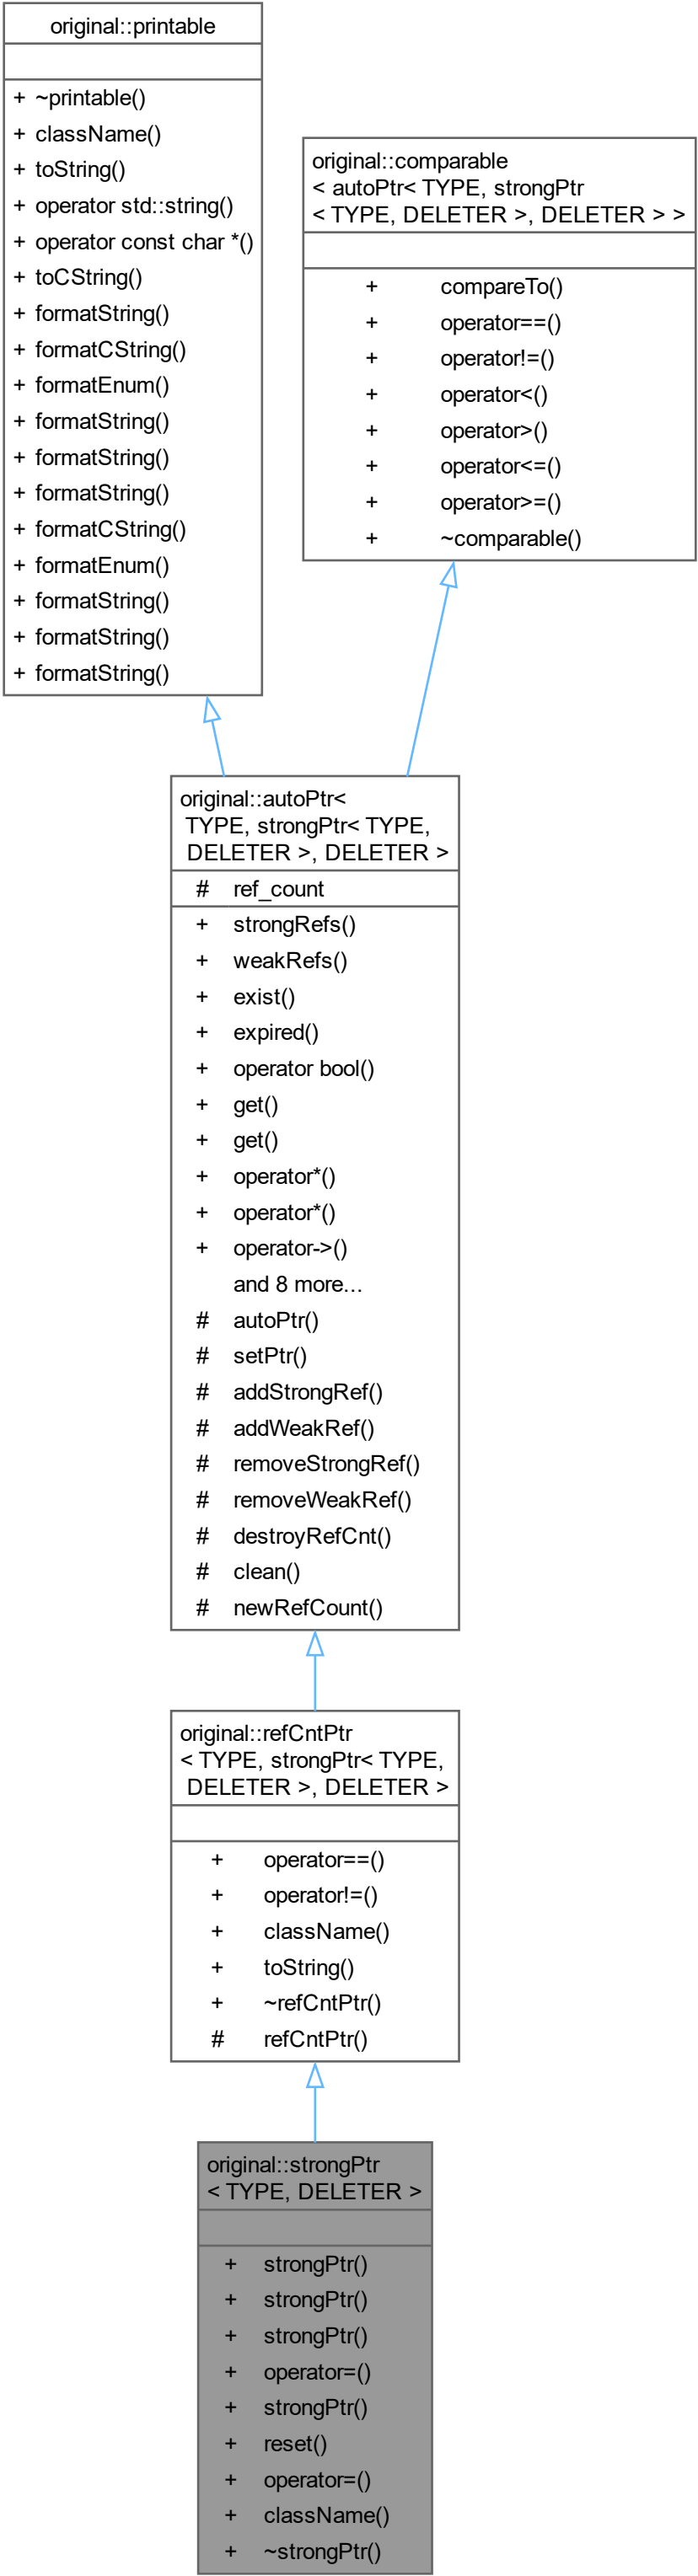 original::printable
+ ~printable()
+ className()
+ toString()
+ operator std::string()
+ operator const char *()
+ toCString()
+ formatString()
+ formatCString()
+ formatEnum()
+ formatString()
+ formatString()
+ formatString()
+ formatCString()
+ formatEnum()
+ formatString()
+ formatString()
+ formatString()
original::comparable
< autoPtr< TYPE, strongPtr
< TYPE, DELETER >, DELETER > >
+ compareTo()
+ operator==()
+ operator!=()
+ operator<()
+ operator>()
+ operator<=()
+ operator>=()
+ ~comparable()
original::autoPtr<
TYPE, strongPtr< TYPE,
DELETER >, DELETER >
# ref_count
+ strongRefs()
+ weakRefs()
+ exist()
+ expired()
+ operator bool()
+ get()
+ get()
+ operator*()
+ operator*()
+ operator->()
and 8 more...
# autoPtr()
# setPtr()
# addStrongRef()
# addWeakRef()
# removeStrongRef()
# removeWeakRef()
# destroyRefCnt()
# clean()
# newRefCount()
original::refCntPtr
< TYPE, strongPtr< TYPE,
DELETER >, DELETER >
+ operator==()
+ operator!=()
+ className()
+ toString()
+ ~refCntPtr()
# refCntPtr()
original::strongPtr
< TYPE, DELETER >
+ strongPtr()
+ strongPtr()
+ strongPtr()
+ operator=()
+ strongPtr()
+ reset()
+ operator=()
+ className()
+ ~strongPtr()